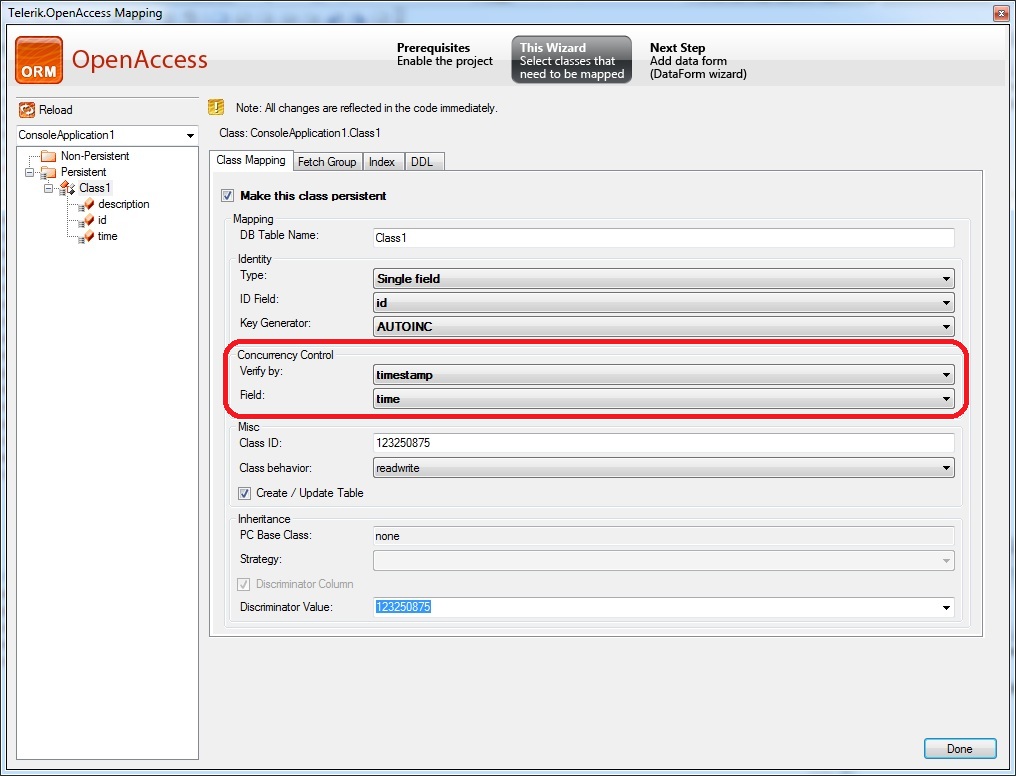 Telerik.OpenAccess Mapping
ORM OpenAccess
Prerequisites
Enable the project
This Wizard
Select classes that
need to be mapped
Next Step
Add data form
(DataForm wizard)
Reload
Note: All changes are reflected in the code immediately.
ConsoleApplication1
Class: ConsoleApplication1.Class1
Non-Persistent
Persistent
Class1
description
id
time
Class Mapping Fetch Group Index DDL
Make this class persistent
Mapping
DB Table Name: Class1
Identity
Type: Single field
ID Field: id
Key Generator: AUTOINC
Concurrency Control
Verify by: timestamp
Field: time
Misc
Class ID: 123250875
Class behavior: readwrite
Create / Update Table
Inheritance
PC Base Class: none
Strategy:
Discriminator Column
Discriminator Value: 123250875
Done